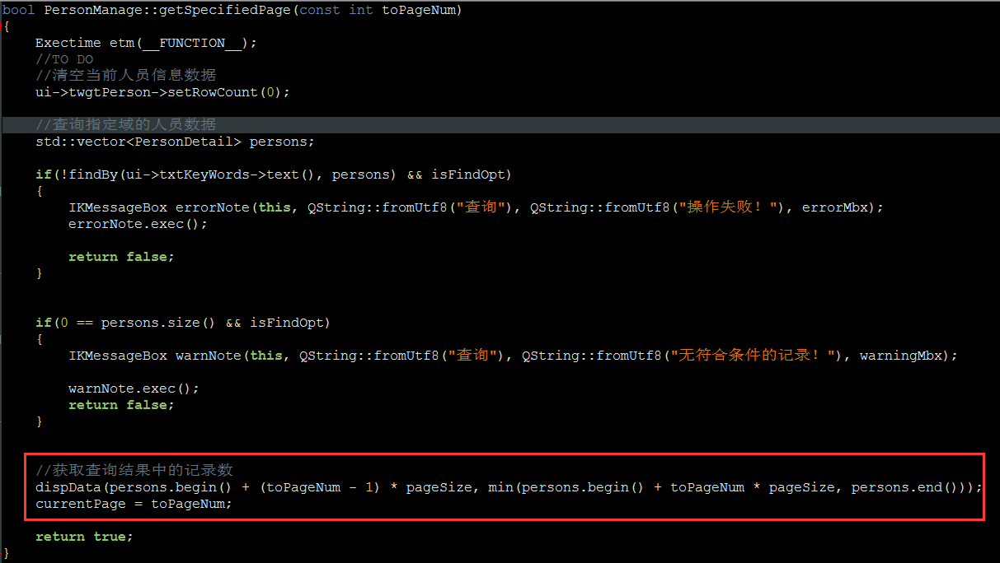 bool PersonManage::getSpecifiedPage(const int toPageNum)
{
    Exectime etm(__FUNCTION__);
    //TO DO
    //清空当前人员信息数据
    ui->twgtPerson->setRowCount(0);
    //查询指定域的人员数据
    std::vector<PersonDetail> persons;
    if(!findBy(ui->txtKeyWords->text(), persons) && isFindOpt)
    {
        IKMessageBox errorNote(this, QString::fromUtf8("查询"), QString::fromUtf8("操作失败！"), errorMbx);
        errorNote.exec();
        return false;
    }
    if(0 == persons.size() && isFindOpt)
    {
        IKMessageBox warnNote(this, QString::fromUtf8("查询"), QString::fromUtf8("无符合条件的记录！"), warningMbx);
        warnNote.exec();
        return false;
    }
    //获取查询结果中的记录数
    dispData(persons.begin() + (toPageNum - 1) * pageSize, min(persons.begin() + toPageNum * pageSize, persons.end()));
    currentPage = toPageNum;
    return true;
}